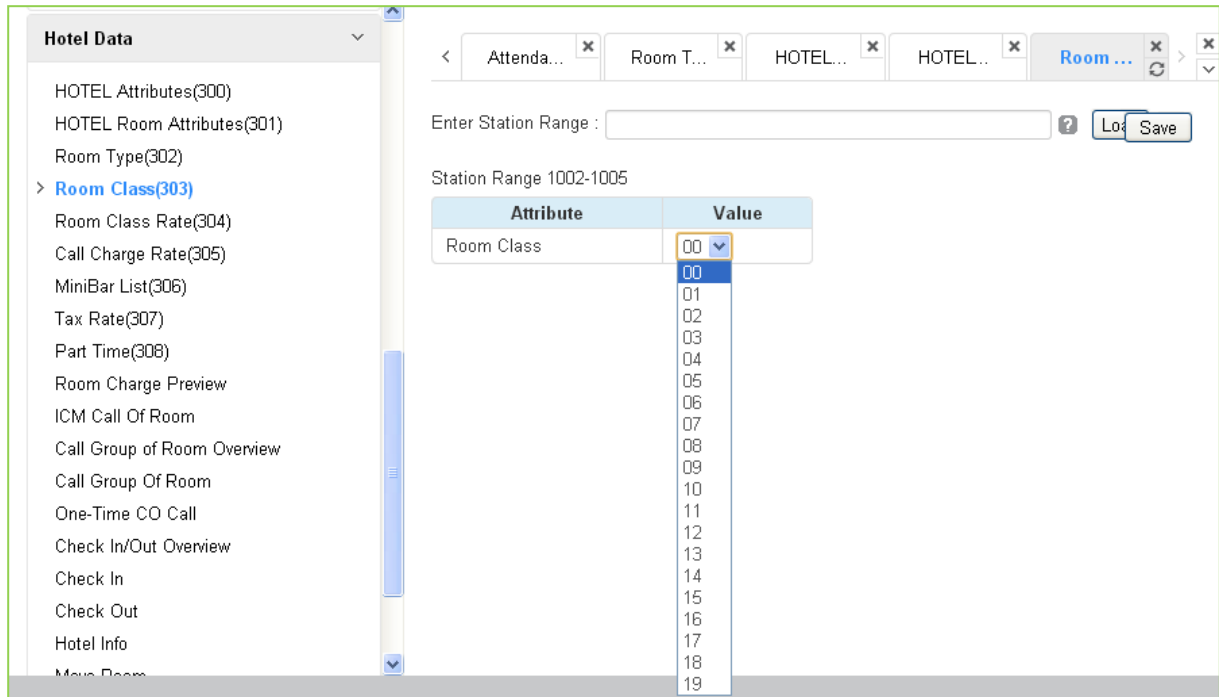 Hotel Data
HOTEL Attributes(300)
HOTEL Room Attributes(301)
Room Type(302)
Room Class(303)
Room Class Rate(304)
Call Charge Rate(305)
MiniBar List(306)
Tax Rate(307)
Part Time(308)
Room Charge Preview
ICM Call Of Room
Call Group of Room Overview
Call Group Of Room
One-Time CO Call
Check In/Out Overview
Check In
Check Out
Hotel Info
Attenda... Room T... HOTEL... HOTEL... Room ...
Enter Station Range : ? Save
Station Range 1002-1005
Attribute Value
Room Class 00
00
01
02
03
04
05
06
07
08
09
10
11
12
13
14
15
16
17
18
19